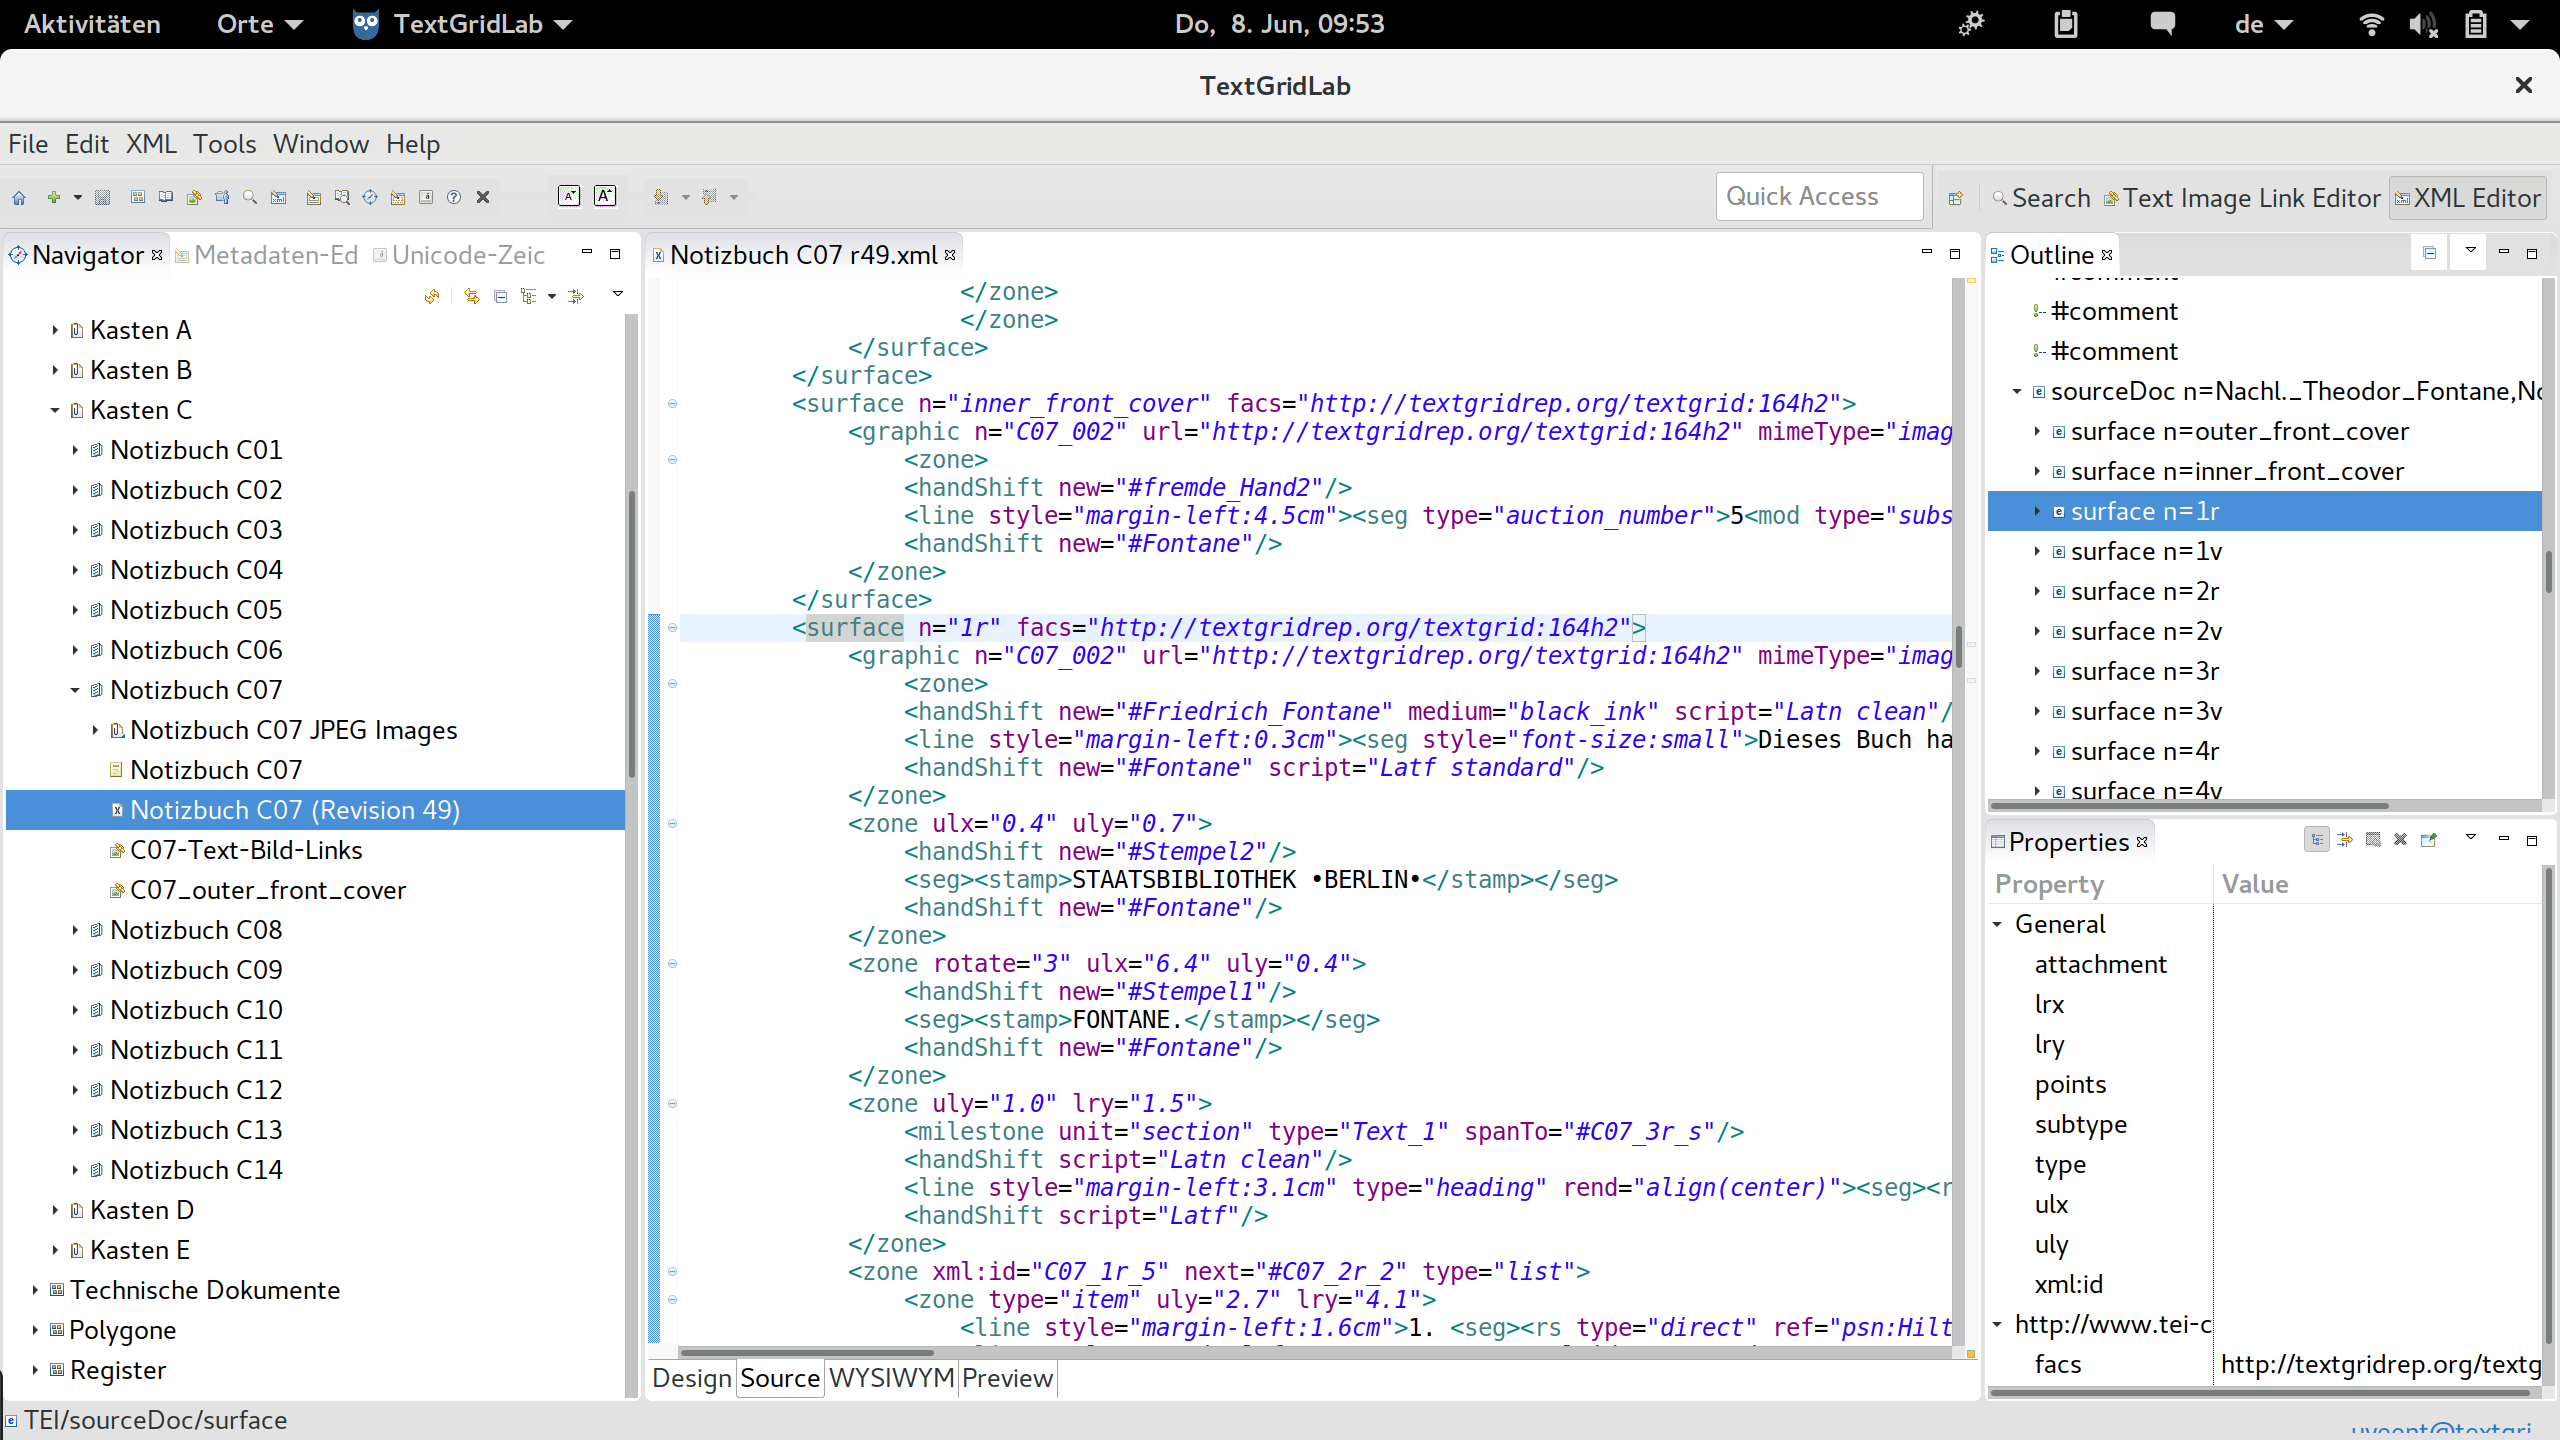 Aktivitäten Orte TextGridLab Do, 8. Jun, 09:53 de
TextGridLab
File Edit XML Tools Window Help
Quick Access Search Text Image Link Editor XML Editor
Navigator Metadaten-Ed Unicode-Zeic
Kasten A
Kasten B
Kasten C
Notizbuch C01
Notizbuch C02
Notizbuch C03
Notizbuch C04
Notizbuch C05
Notizbuch C06
Notizbuch C07
Notizbuch C07 JPEG Images
Notizbuch C07
Notizbuch C07 (Revision 49)
C07-Text-Bild-Links
C07_outer_front_cover
Notizbuch C08
Notizbuch C09
Notizbuch C10
Notizbuch C11
Notizbuch C12
Notizbuch C13
Notizbuch C14
Kasten D
Kasten E
Technische Dokumente
Polygone
Register
Notizbuch C07 r49.xml
</zone>
</zone>
</surface>
</surface>
<surface n="inner_front_cover" facs="http://textgridrep.org/textgrid:164h2">
<graphic n="C07_002" url="http://textgridrep.org/textgrid:164h2" mimeType="imag
<zone>
<handShift new="#fremde_Hand2"/>
<line style="margin-left:4.5cm"><seg type="auction_number">5<mod type="subs
<handShift new="#Fontane"/>
</zone>
</surface>
<surface n="1r" facs="http://textgridrep.org/textgrid:164h2">
<graphic n="C07_002" url="http://textgridrep.org/textgrid:164h2" mimeType="imag
<zone>
<handShift new="#Friedrich_Fontane" medium="black_ink" script="Latn clean"/
<line style="margin-left:0.3cm"><seg style="font-size:small">Dieses Buch ha
<handShift new="#Fontane" script="Latf standard"/>
</zone>
<zone ulx="0.4" uly="0.7">
<handShift new="#Stempel2"/>
<seg><stamp>STAATSBIBLIOTHEK •BERLIN•</stamp></seg>
<handShift new="#Fontane"/>
</zone>
<zone rotate="3" ulx="6.4" uly="0.4">
<handShift new="#Stempel1"/>
<seg><stamp>FONTANE.</stamp></seg>
<handShift new="#Fontane"/>
</zone>
<zone uly="1.0" lry="1.5">
<milestone unit="section" type="Text_1" spanTo="#C07_3r_s"/>
<handShift script="Latn clean"/>
<line style="margin-left:3.1cm" type="heading" rend="align(center)"><seg><r
<handShift script="Latf"/>
</zone>
<zone xml:id="C07_1r_5" next="#C07_2r_2" type="list">
<zone type="item" uly="2.7" lry="4.1">
<line style="margin-left:1.6cm">1. <seg><rs type="direct" ref="psn:Hilt
Design Source WYSIWYM Preview
Outline
#comment
#comment
#comment
sourceDoc n=Nachl._Theodor_Fontane,No
surface n=outer_front_cover
surface n=inner_front_cover
surface n=1r
surface n=1v
surface n=2r
surface n=2v
surface n=3r
surface n=3v
surface n=4r
surface n=4v
Properties
Property Value
General
attachment
lrx
lry
points
subtype
type
ulx
uly
xml:id
http://www.tei-c
facs http://textgridrep.org/textg
TEI/sourceDoc/surface